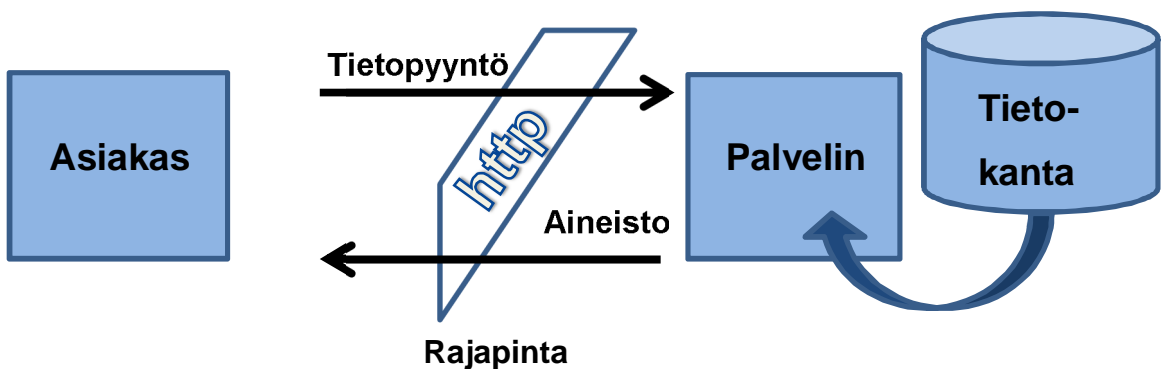 Tietopyyntö
Asiakas
http
Palvelin
Tieto-
kanta
Aineisto
Rajapinta